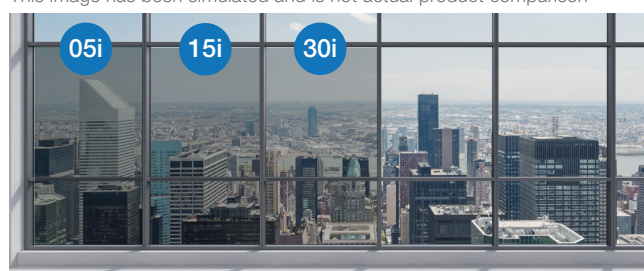 This image has been simulated and is not actual product comparison
05i 15i 30i